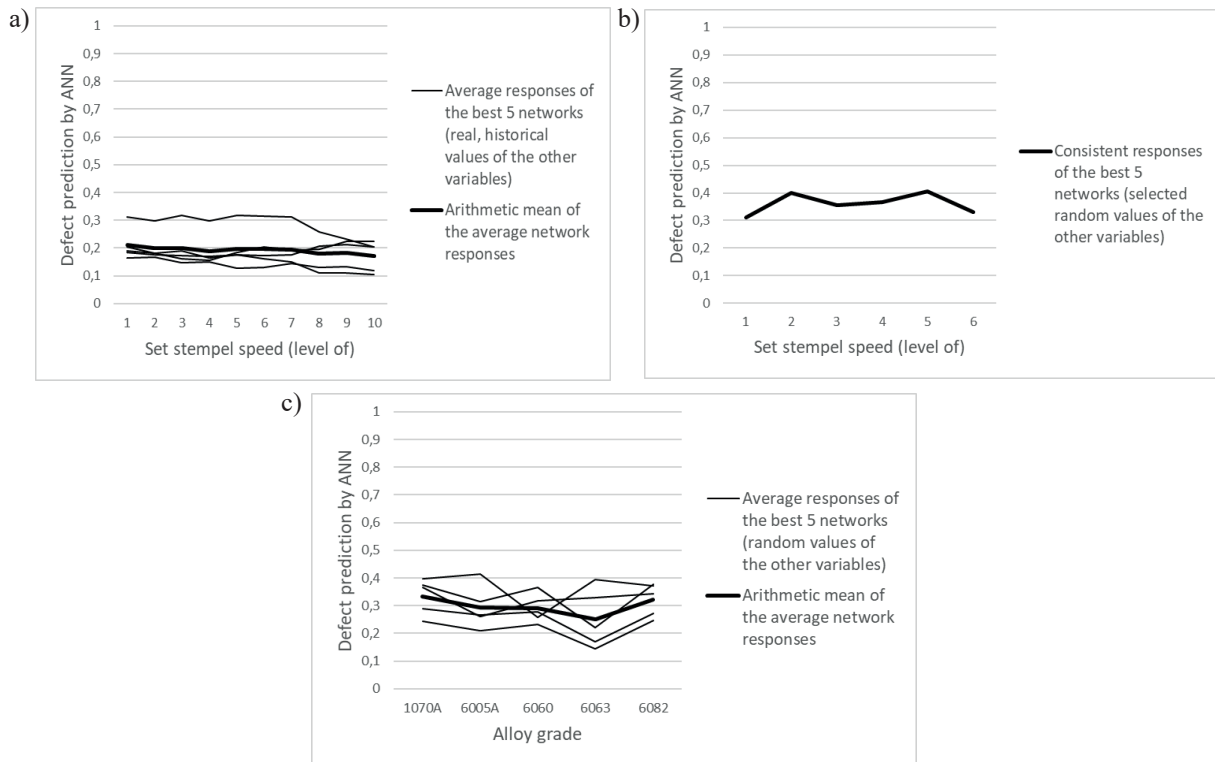 a)
1
0,9
0,8
0,7
0,6
0,5
0,4
0,3
0,2
0,1
0
Defect prediction by ANN
1 2 3 4 5 6 7 8 9 10
Set stempel speed (level of)
Average responses of
the best 5 networks
(real, historical
values of the other
variables)
Arithmetic mean of
the average network
responses
b)
1
0,9
0,8
0,7
0,6
0,5
0,4
0,3
0,2
0,1
0
Defect prediction by ANN
1 2 3 4 5 6
Set stempel speed (level of)
Consistent responses
of the best 5
networks (selected
random values of the
other variables)
c)
1
0,9
0,8
0,7
0,6
0,5
0,4
0,3
0,2
0,1
0
Defect prediction by ANN
1070A 6005A 6060 6063 6082
Alloy grade
Average responses of
the best 5 networks
(random values of
the other variables)
Arithmetic mean of
the average network
responses